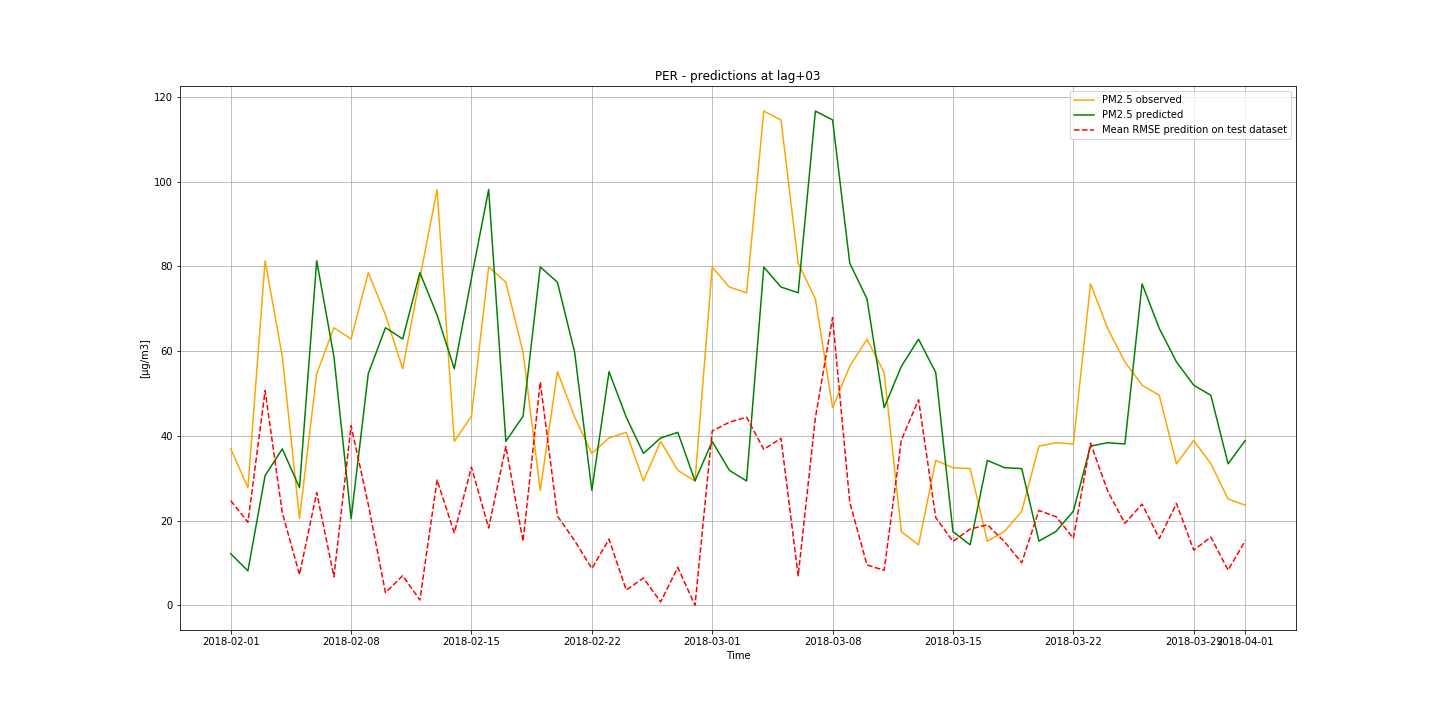 PER - predictions at lag+03
120
100
80
60
40
20
0
[µg/m3]
PM2.5 observed
PM2.5 predicted
Mean RMSE predition on test dataset
2018-02-01 2018-02-08 2018-02-15 2018-02-22 2018-03-01 2018-03-08 2018-03-15 2018-03-22 2018-03-29 2018-04-01
Time